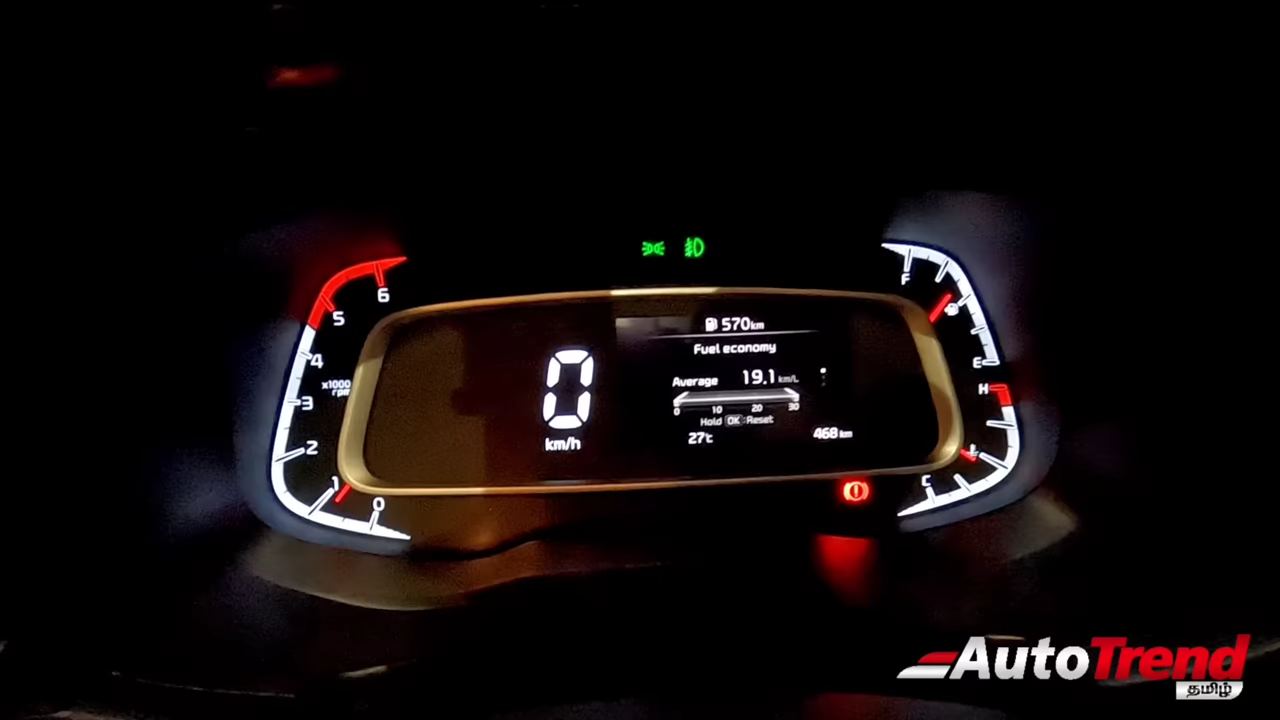 570km
Fuel economy
Average 19.1 km/L
0 10 20 30
Hold OK :Reset
27℃ 468 km
0
km/h
6
5
4
x1000
rpm
3
2
1
0
F
E
H
C
AutoTrend
தமிழ்